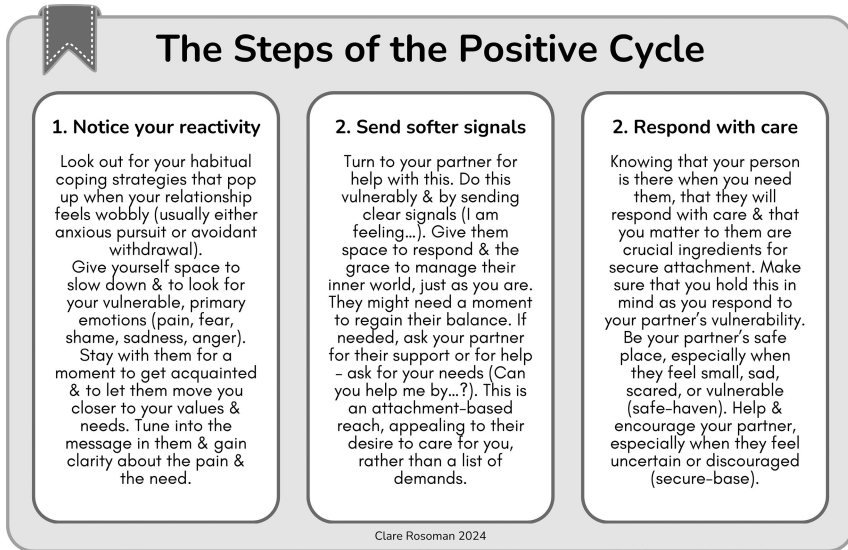 The Steps of the Positive Cycle
1. Notice your reactivity
Look out for your habitual
coping strategies that pop
up when your relationship
feels wobbly (usually either
anxious pursuit or avoidant
withdrawal).
Give yourself space to
slow down & to look for
your vulnerable, primary
emotions (pain, fear,
shame, sadness, anger).
Stay with them for a
moment to get acquainted
& to let them move you
closer to your values &
needs. Tune into the
message in them & gain
clarity about the pain &
the need.
2. Send softer signals
Turn to your partner for
help with this. Do this
vulnerably & by sending
clear signals (I am
feeling...). Give them
space to respond & the
grace to manage their
inner world, just as you are.
They might need a moment
to regain their balance. If
needed, ask your partner
for their support or for help
– ask for your needs (Can
you help me by...?). This is
an attachment-based
reach, appealing to their
desire to care for you,
rather than a list of
demands.
2. Respond with care
Knowing that your person
is there when you need
them, that they will
respond with care & that
you matter to them are
crucial ingredients for
secure attachment. Make
sure that you hold this in
mind as you respond to
your partner's vulnerability.
Be your partner's safe
place, especially when
they feel small, sad,
scared, or vulnerable
(safe-haven). Help &
encourage your partner,
especially when they feel
uncertain or discouraged
(secure-base).
Clare Rosoman 2024